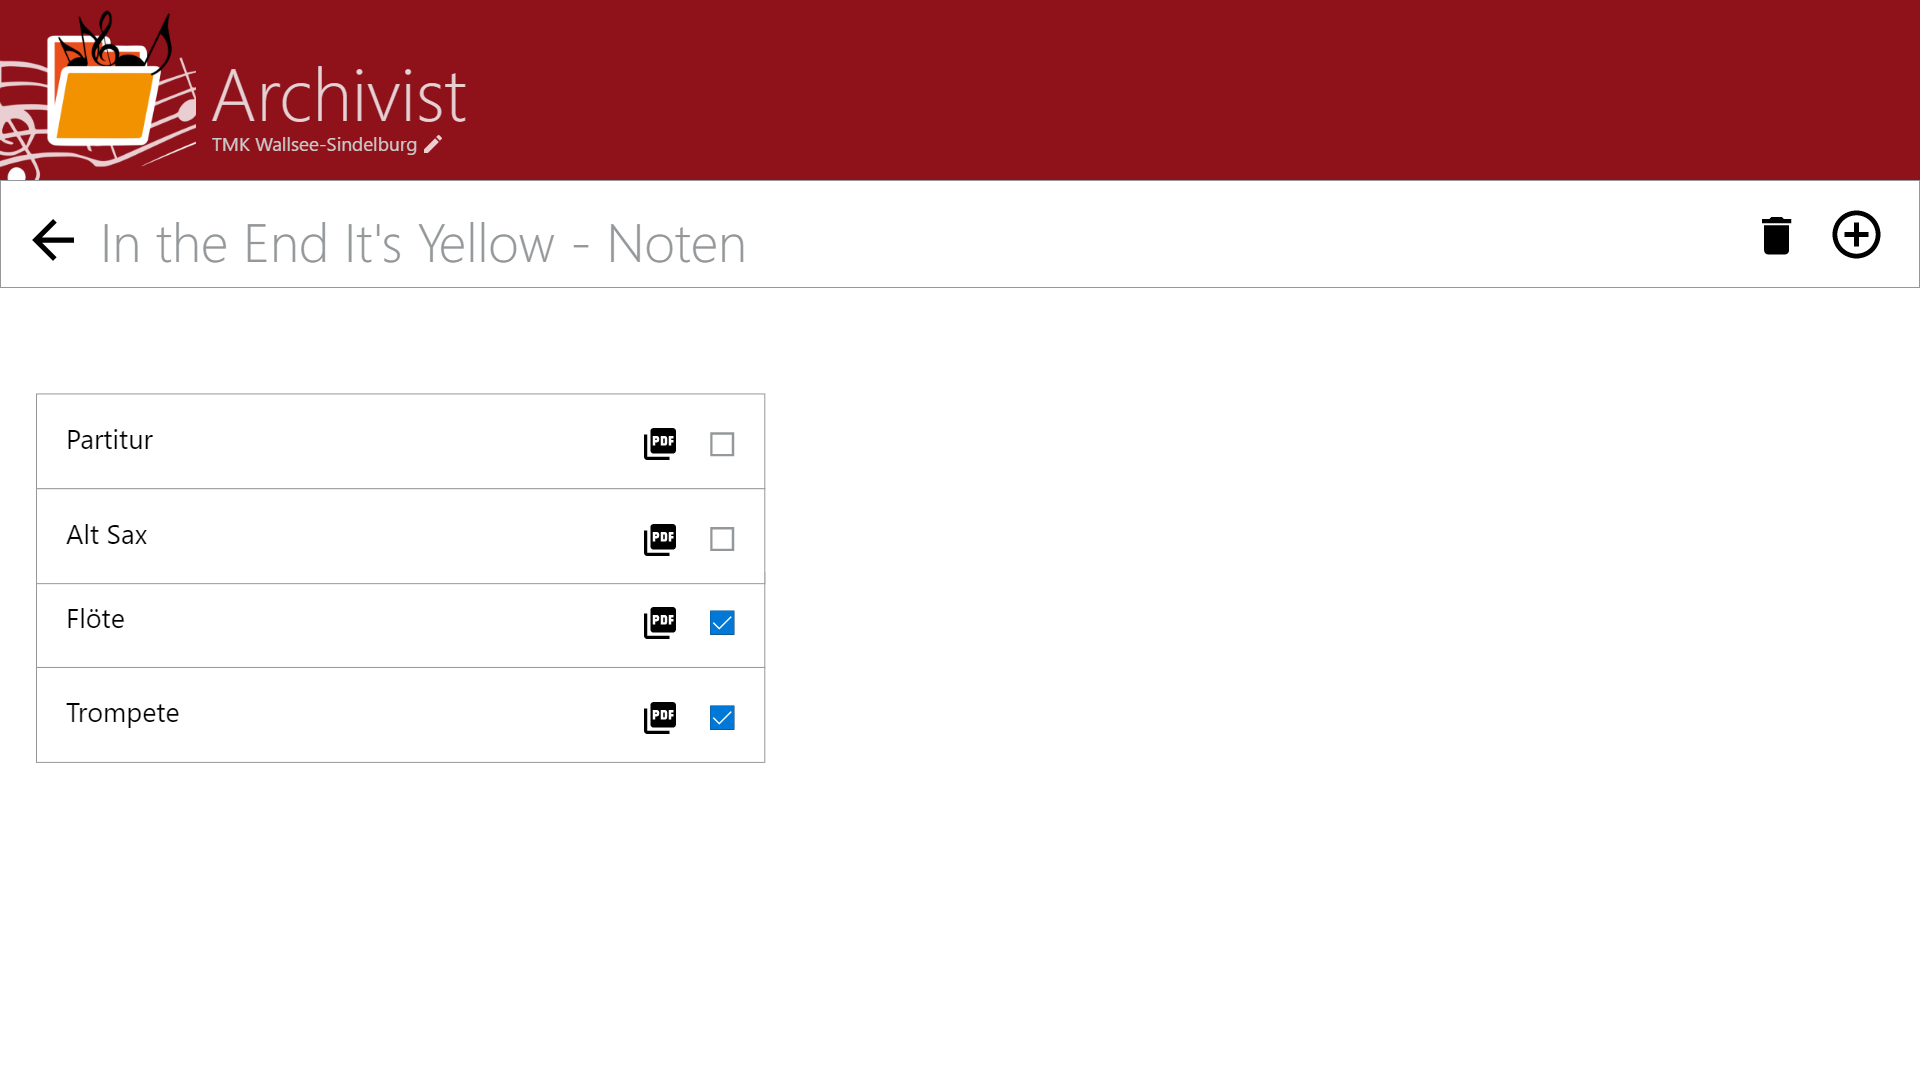 Archivist
TMK Wallsee-Sindelburg
In the End It's Yellow - Noten
Partitur
PDF
Alt Sax
PDF
Flöte
PDF
Trompete
PDF